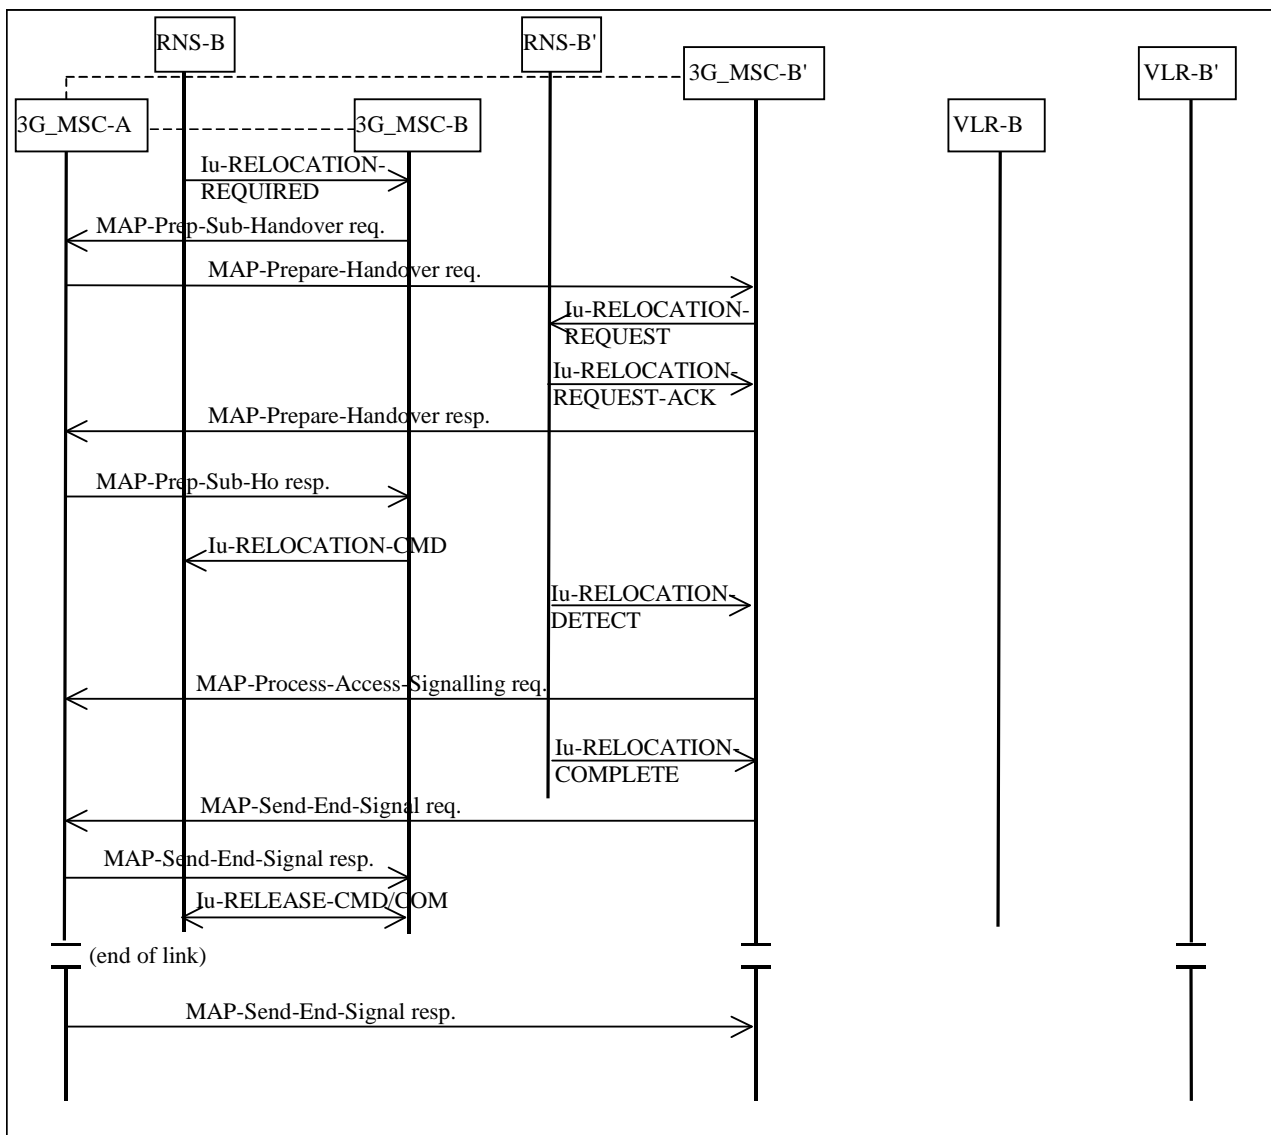 RNS-B
RNS-B'
3G_MSC-B'
VLR-B'
3G_MSC-A
3G_MSC-B
VLR-B
Iu-RELOCATION-
REQUIRED
MAP-Prep-Sub-Handover req.
MAP-Prepare-Handover req.
Iu-RELOCATION-
REQUEST
Iu-RELOCATION-
REQUEST-ACK
MAP-Prepare-Handover resp.
MAP-Prep-Sub-Ho resp.
Iu-RELOCATION-CMD
Iu-RELOCATION-
DETECT
MAP-Process-Access-Signalling req.
Iu-RELOCATION-
COMPLETE
MAP-Send-End-Signal req.
MAP-Send-End-Signal resp.
Iu-RELEASE-CMD/COM
(end of link)
MAP-Send-End-Signal resp.